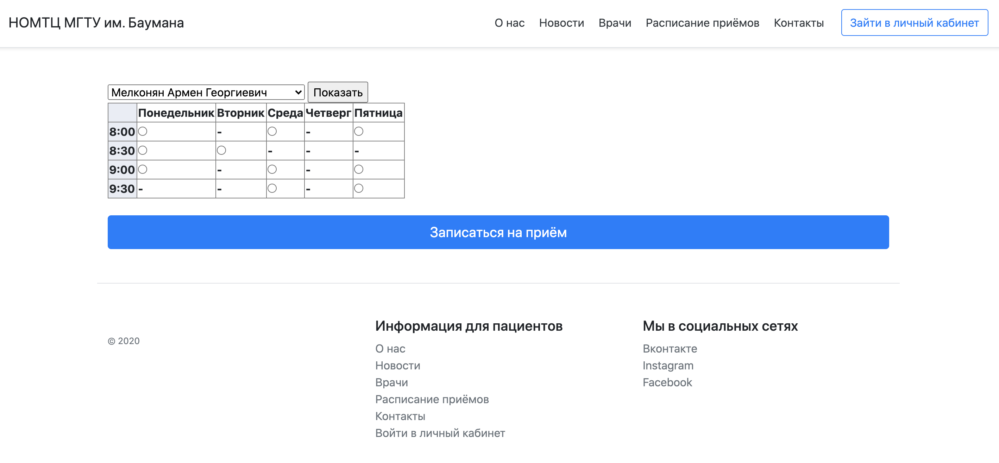 НОМТЦ МГТУ им. Баумана О нас Новости Врачи Расписание приёмов Контакты Зайти в личный кабинет
Мелконян Армен Георгиевич Показать
Понедельник Вторник Среда Четверг Пятница
8:00 - -
8:30 - - -
9:00 - -
9:30 - - -
Записаться на приём
© 2020
Информация для пациентов
О нас
Новости
Врачи
Расписание приёмов
Контакты
Войти в личный кабинет
Мы в социальных сетях
Вконтакте
Instagram
Facebook